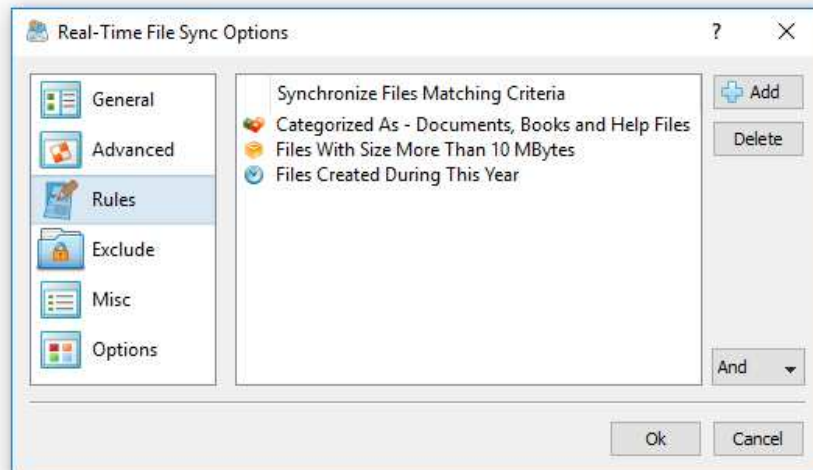 Real-Time File Sync Options
?
General
Advanced
Rules
Exclude
Misc
Options
Synchronize Files Matching Criteria
Categorized As - Documents, Books and Help Files
Files With Size More Than 10 MBytes
Files Created During This Year
Add
Delete
And
Ok
Cancel